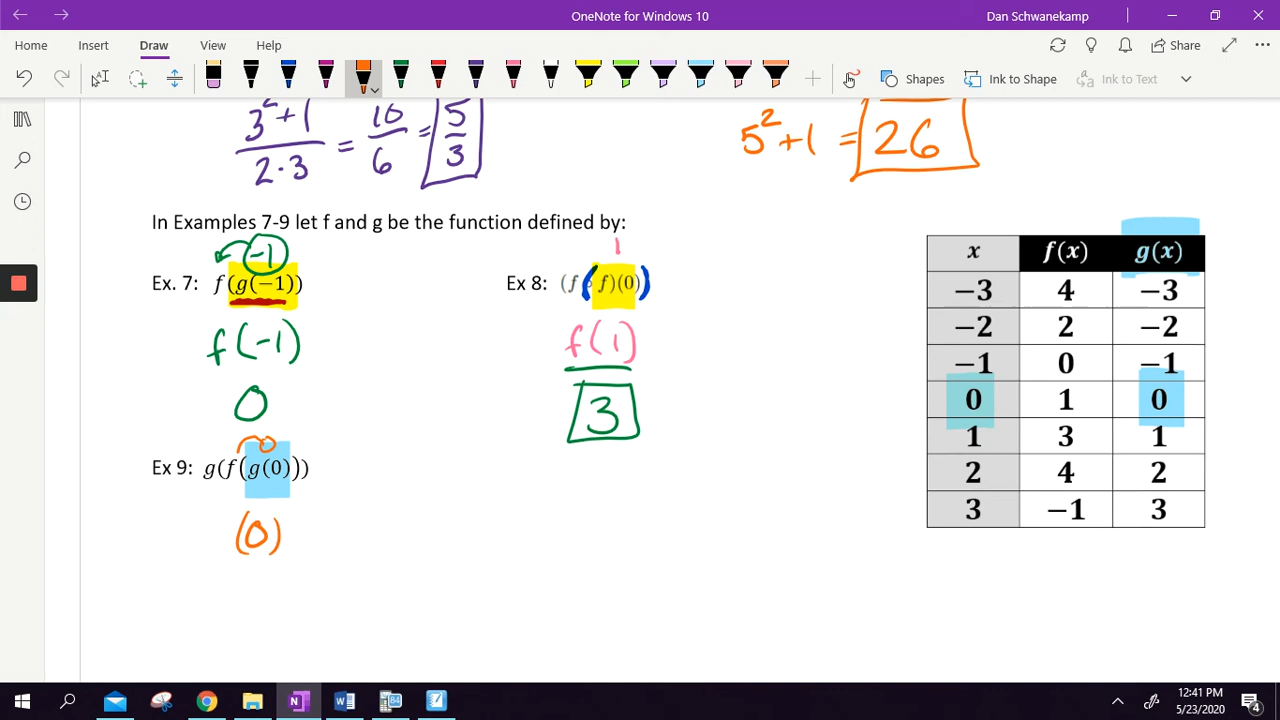 OneNote for Windows 10
Dan Schwanekamp
Home Insert Draw View Help
Share
Shapes
Ink to Shape
Ink to Text
3²+1 / 2·3 = 10/6 = 5/3
5²+1 = 26
In Examples 7-9 let f and g be the function defined by:
-1
Ex. 7: f(g(−1))
f(-1)
0
1
Ex 8: (f f)(0)
f(1)
3
0
Ex 9: g(f(g(0)))
(0)
x f(x) g(x)
−3 4 −3
−2 2 −2
−1 0 −1
0 1 0
1 3 1
2 4 2
3 −1 3
12:41 PM
5/23/2020
4